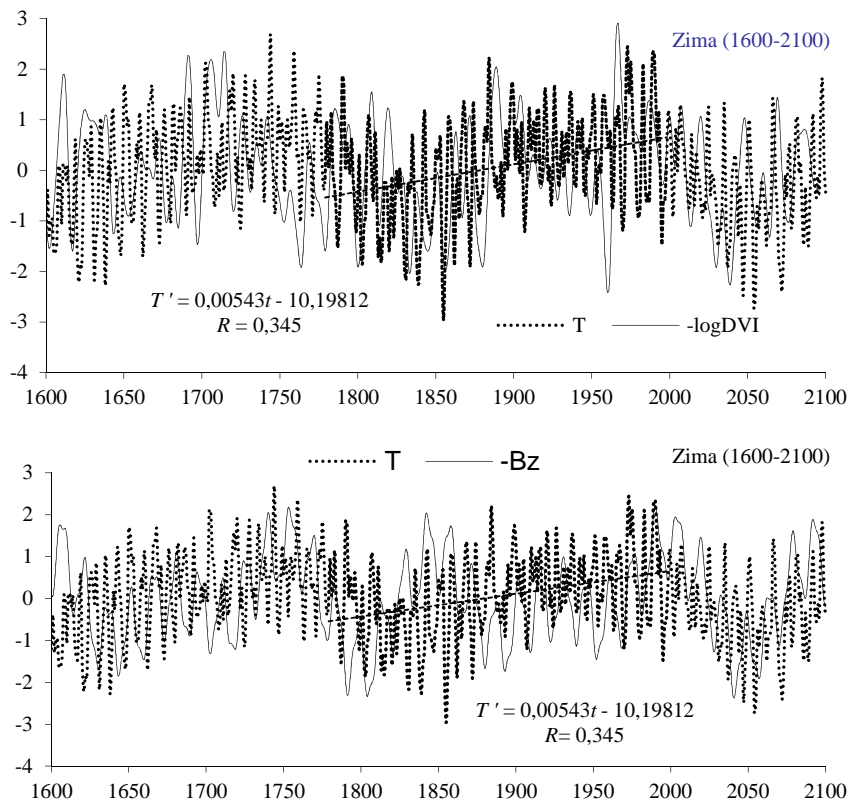 3
Zima (1600-2100)
2
1
0
-1
-2
T ' = 0,00543t - 10,19812
R = 0,345
T
-logDVI
-3
-4
1600 1650 1700 1750 1800 1850 1900 1950 2000 2050 2100
T
-Bz
Zima (1600-2100)
3
2
1
0
-1
-2
T ' = 0,00543t - 10,19812
R= 0,345
-3
-4
1600 1650 1700 1750 1800 1850 1900 1950 2000 2050 2100